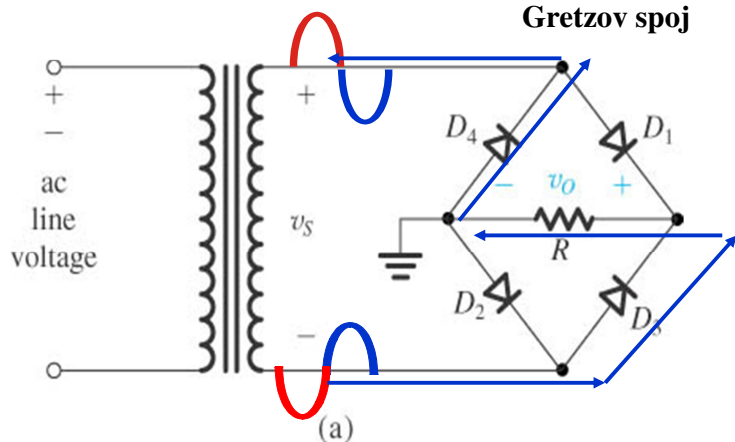 Gretzov spoj
+
−
ac
line
voltage
+
v_S
−
D_4
D_1
− v_O +
R
D_2
D_3
(a)